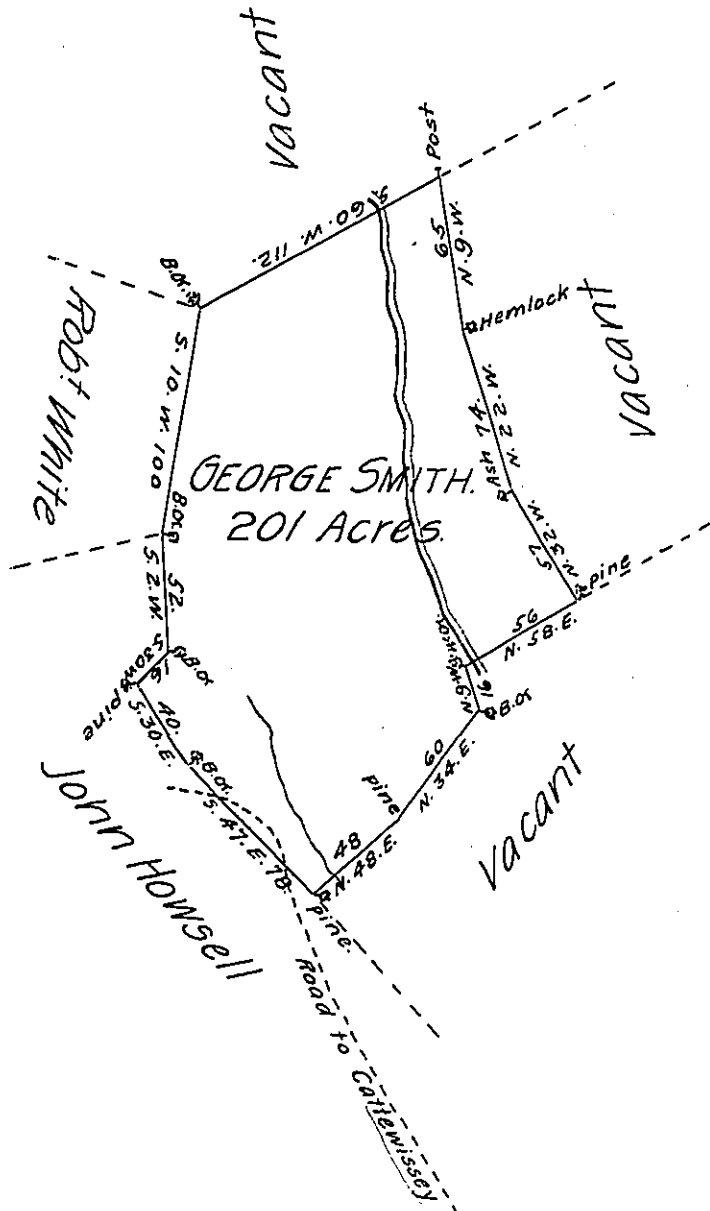 Vacant
Post
S. 60. W. 112.
N. 9. W.
65
B.O.
Hemlock
Vacant
Robt White
S. 10. W. 100
N. 22. W.
Ash 74.
GEORGE SMITH.
201 Acres.
B.O.
N. 32. W.
57
pine
56
N. 58. E.
52.
S. 2. W.
B.O.
16
pine
S. 30. E.
40.
N. 9. W.
16
B.O.
60
N. 34. E.
pine
B.O.
S. 47. E. 78.
48
N. 48. E.
pine.
John Howsell
Vacant
Road to Cattewissey